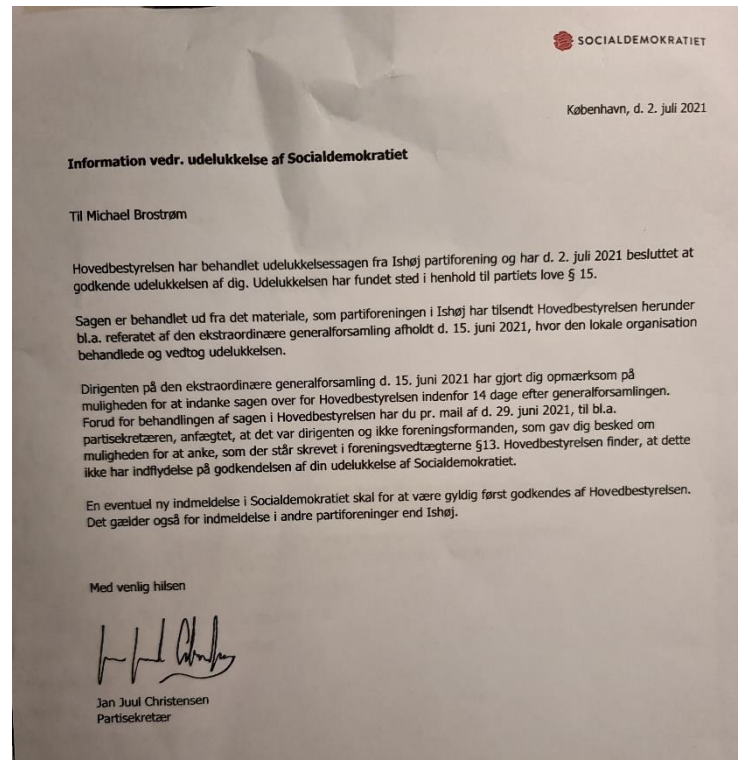 SOCIALDEMOKRATIET
København, d. 2. juli 2021
Information vedr. udelukkelse af Socialdemokratiet
Til Michael Brostrøm
Hovedbestyrelsen har behandlet udelukkelsessagen fra Ishøj partiforening og har d. 2. juli 2021 besluttet at
godkende udelukkelsen af dig. Udelukkelsen har fundet sted i henhold til partiets love § 15.
Sagen er behandlet ud fra det materiale, som partiforeningen i Ishøj har tilsendt Hovedbestyrelsen herunder
bl.a. referatet af den ekstraordinære generalforsamling afholdt d. 15. juni 2021, hvor den lokale organisation
behandlede og vedtog udelukkelsen.
Dirigenten på den ekstraordinære generalforsamling d. 15. juni 2021 har gjort dig opmærksom på
muligheden for at indanke sagen over for Hovedbestyrelsen indenfor 14 dage efter generalforsamlingen.
Forud for behandlingen af sagen i Hovedbestyrelsen har du pr. mail af d. 29. juni 2021, til bl.a.
partisekretæren, anfægtet, at det var dirigenten og ikke foreningsformanden, som gav dig besked om
muligheden for at anke, som der står skrevet i foreningsvedtægterne §13. Hovedbestyrelsen finder, at dette
ikke har indflydelse på godkendelsen af din udelukkelse af Socialdemokratiet.
En eventuel ny indmeldelse i Socialdemokratiet skal for at være gyldig først godkendes af Hovedbestyrelsen.
Det gælder også for indmeldelse i andre partiforeninger end Ishøj.
Med venlig hilsen
Jan Juul Christensen
Partisekretær